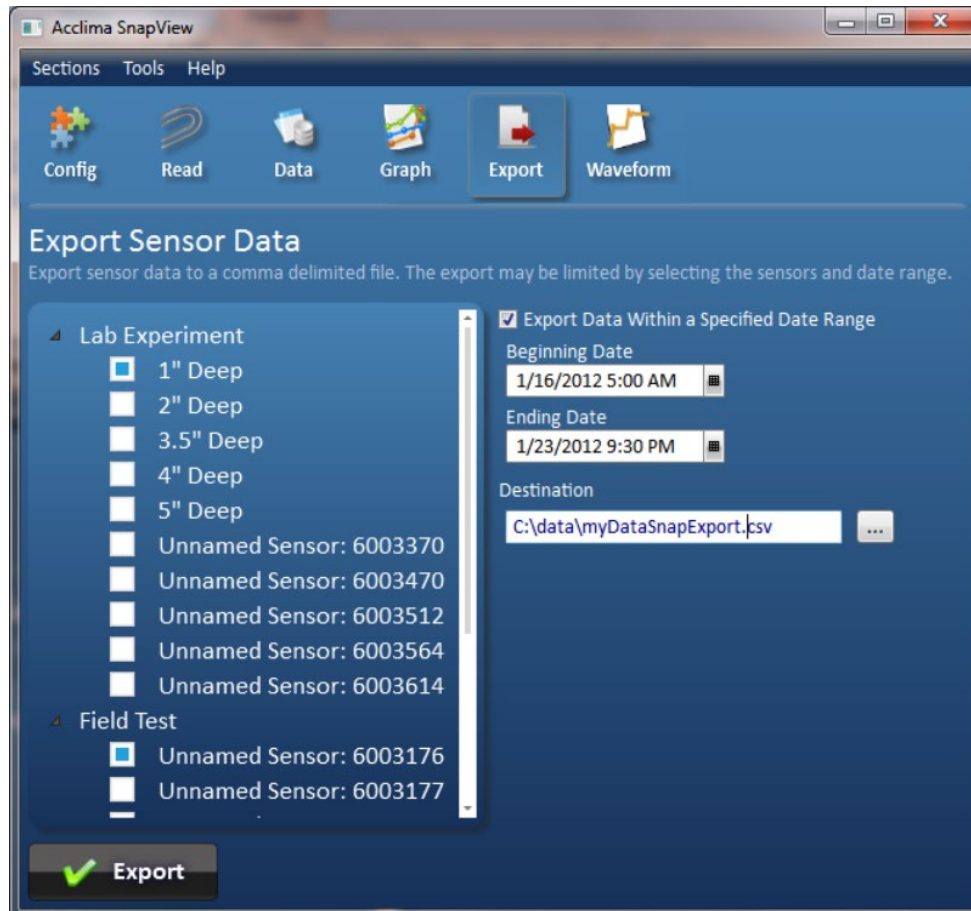 Acclima SnapView
Sections Tools Help
Config Read Data Graph Export Waveform
Export Sensor Data
Export sensor data to a comma delimited file. The export may be limited by selecting the sensors and date range.
Lab Experiment
1" Deep
2" Deep
3.5" Deep
4" Deep
5" Deep
Unnamed Sensor: 6003370
Unnamed Sensor: 6003470
Unnamed Sensor: 6003512
Unnamed Sensor: 6003564
Unnamed Sensor: 6003614
Field Test
Unnamed Sensor: 6003176
Unnamed Sensor: 6003177
Export Data Within a Specified Date Range
Beginning Date
1/16/2012 5:00 AM
Ending Date
1/23/2012 9:30 PM
Destination
C:\data\myDataSnapExport.csv
...
Export